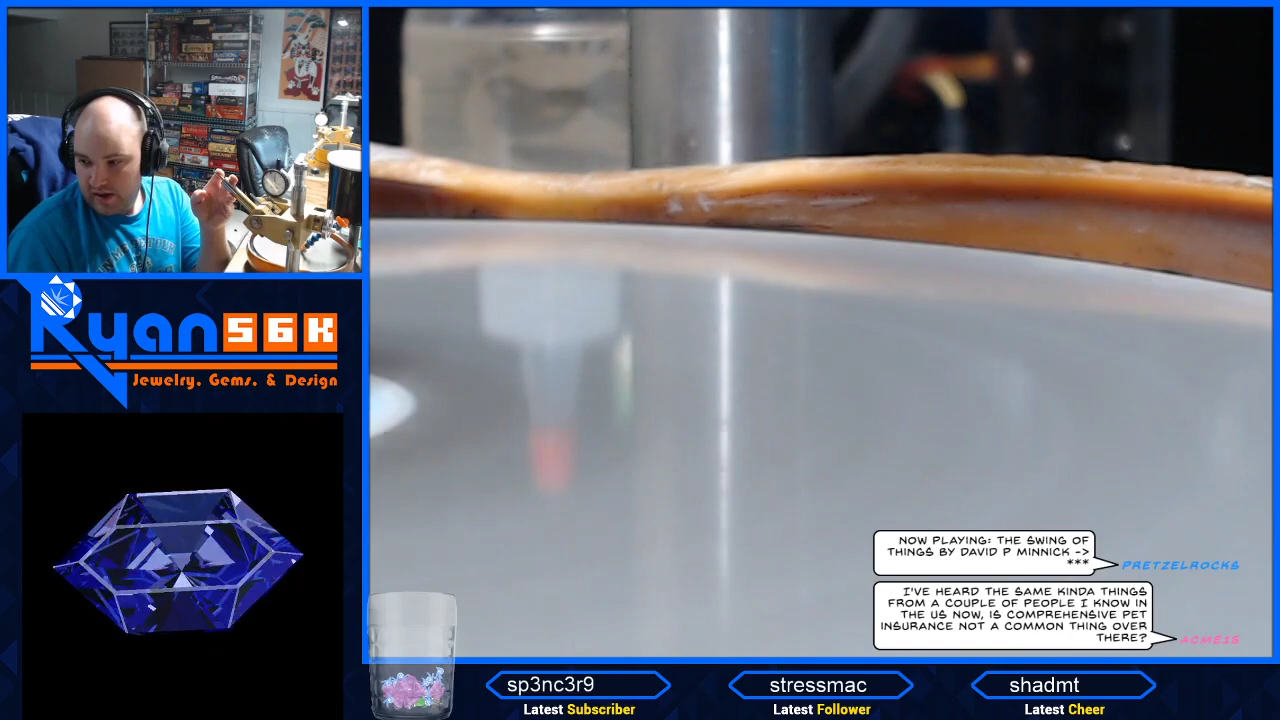 Ryan S6K
Jewelry, Gems, & Design
NOW PLAYING: THE SWING OF
THINGS BY DAVID P MINNICK ->
***
PRETZELROCKS
I'VE HEARD THE SAME KINDA THINGS
FROM A COUPLE OF PEOPLE I KNOW IN
THE US NOW, IS COMPREHENSIVE PET
INSURANCE NOT A COMMON THING OVER
THERE?
ACME15
sp3nc3r9
Latest Subscriber
stressmac
Latest Follower
shadmt
Latest Cheer